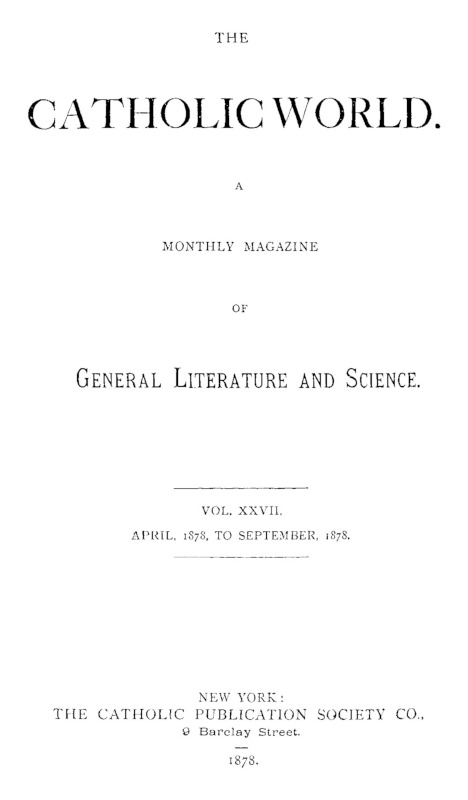 THE
CATHOLIC WORLD.
A
MONTHLY MAGAZINE
OF
GENERAL LITERATURE AND SCIENCE.
VOL. XXVII.
APRIL, 1878, TO SEPTEMBER, 1878.
NEW YORK:
THE CATHOLIC PUBLICATION SOCIETY CO.,
9 Barclay Street.
1878.